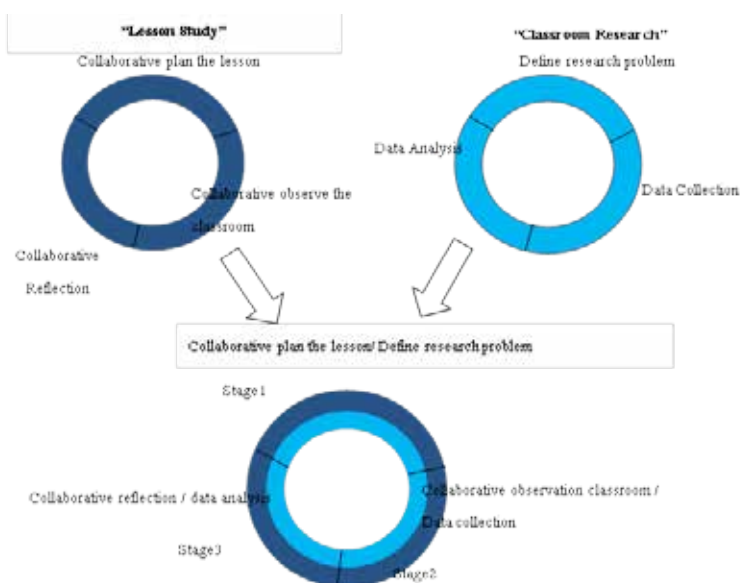 "Lesson Study"
Collaborative plan the lesson
Collaborative observe the
classroom
Collaborative
Reflection
"Classroom Research"
Define research problem
Data Analysis
Data Collection
Collaborative plan the lesson/ Define research problem
Stage1
Collaborative reflection / data analysis
Collaborative observation classroom /
Data collection
Stage3
Stage2